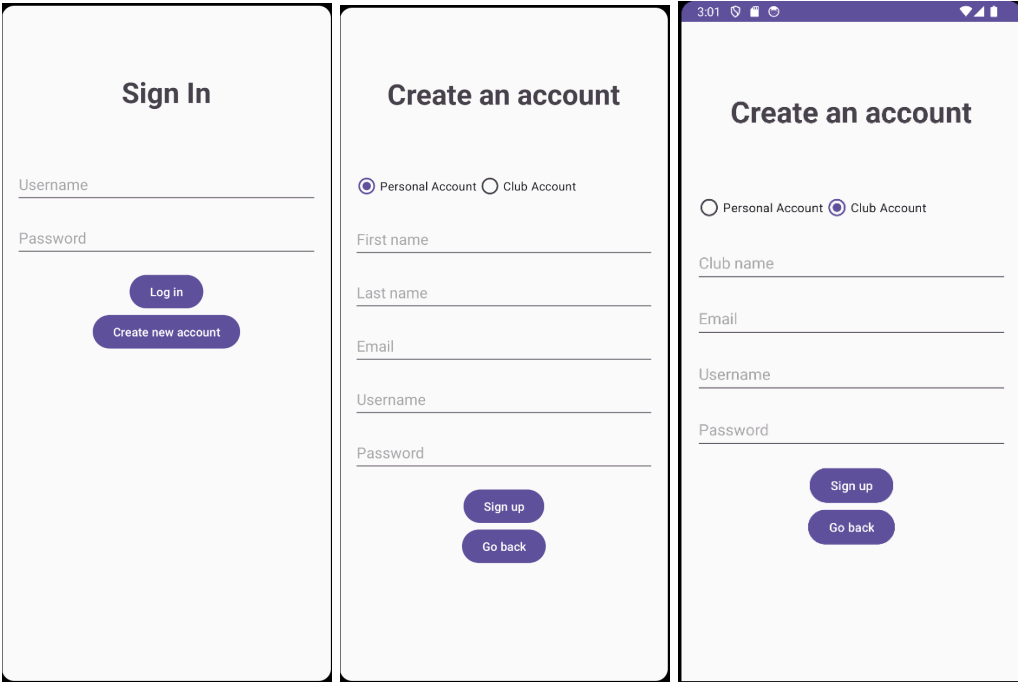 Sign In
Username
Password
Log in
Create new account
Create an account
Personal Account Club Account
First name
Last name
Email
Username
Password
Sign up
Go back
3:01
Create an account
Personal Account Club Account
Club name
Email
Username
Password
Sign up
Go back